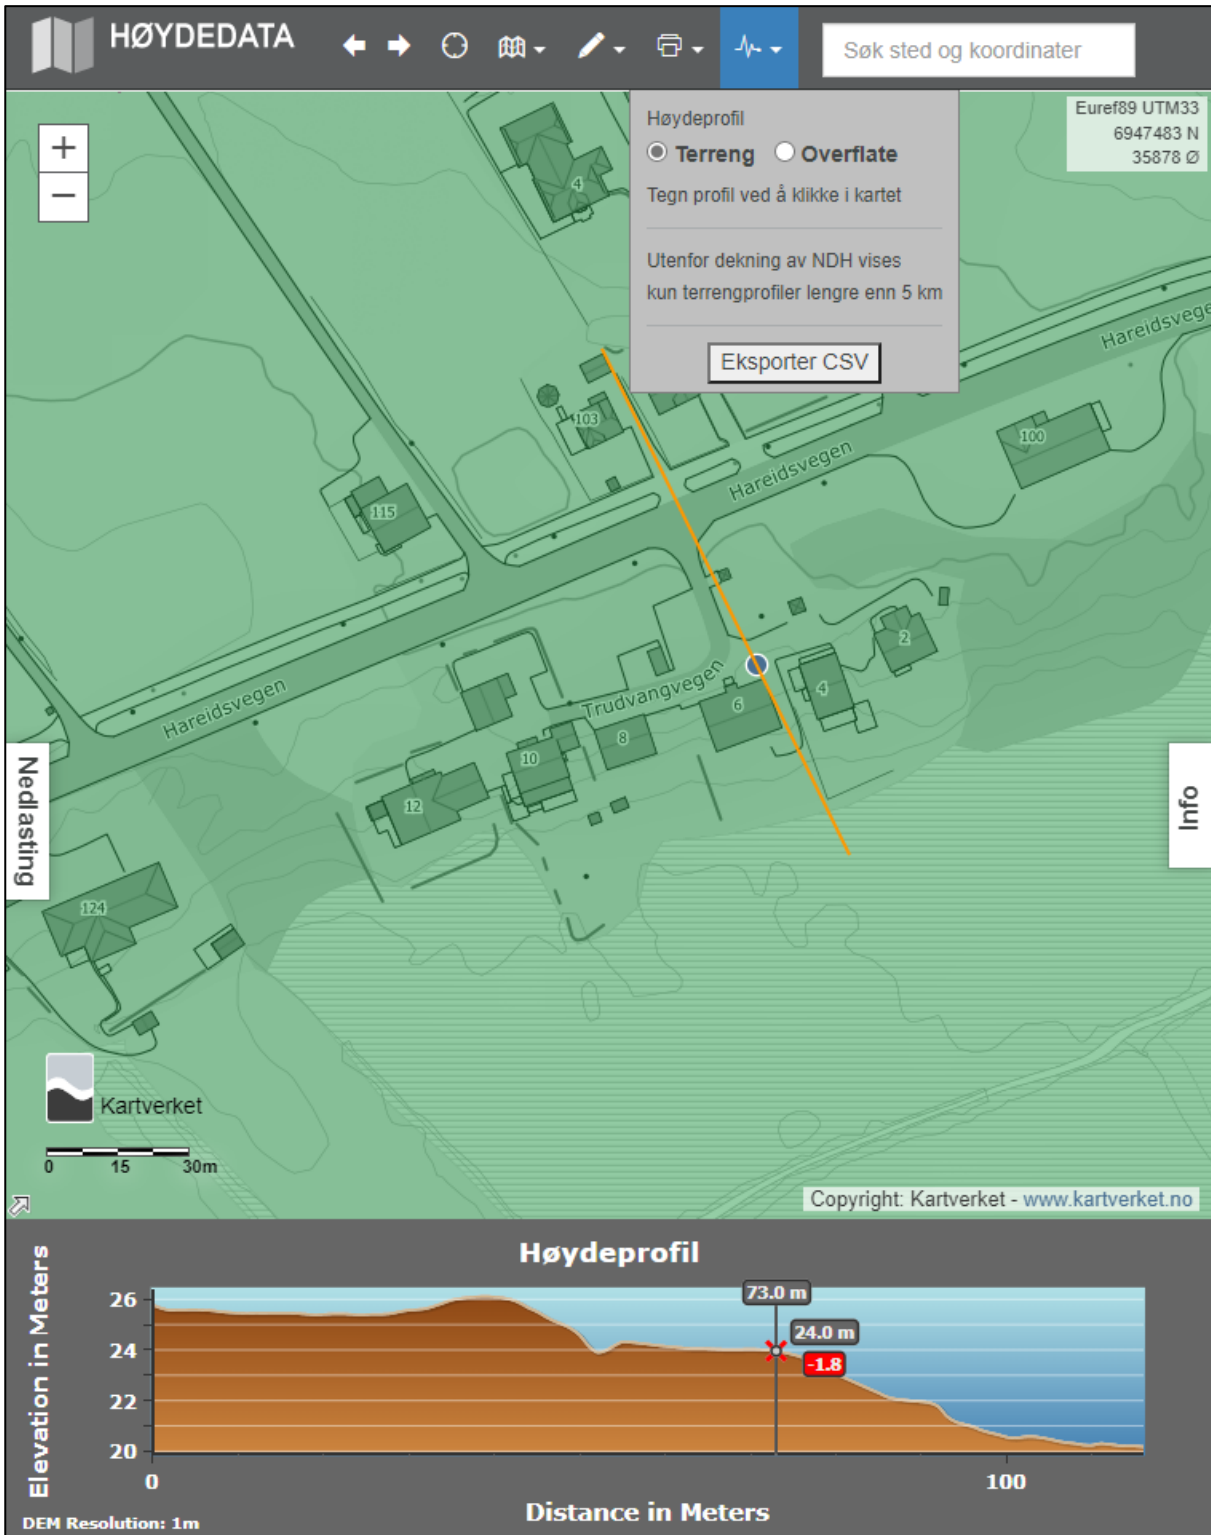 HØYDEDATA
Søk sted og koordinater
Høydeprofil
Terreng Overflate
Tegn profil ved å klikke i kartet
Utenfor dekning av NDH vises
kun terrengprofiler lengre enn 5 km
Eksporter CSV
Euref89 UTM33
6947483 N
35878 Ø
+
−
4
Hareidsvegen
103
100
Hareidsvegen
115
2
4
Trudvangvegen
6
Hareidsvegen
8
10
12
Nedlasting
Info
124
Kartverket
0 15 30m
Copyright: Kartverket - www.kartverket.no
Høydeprofil
Elevation in Meters
26
24
22
20
73.0 m
24.0 m
-1.8
0 100
Distance in Meters
DEM Resolution: 1m